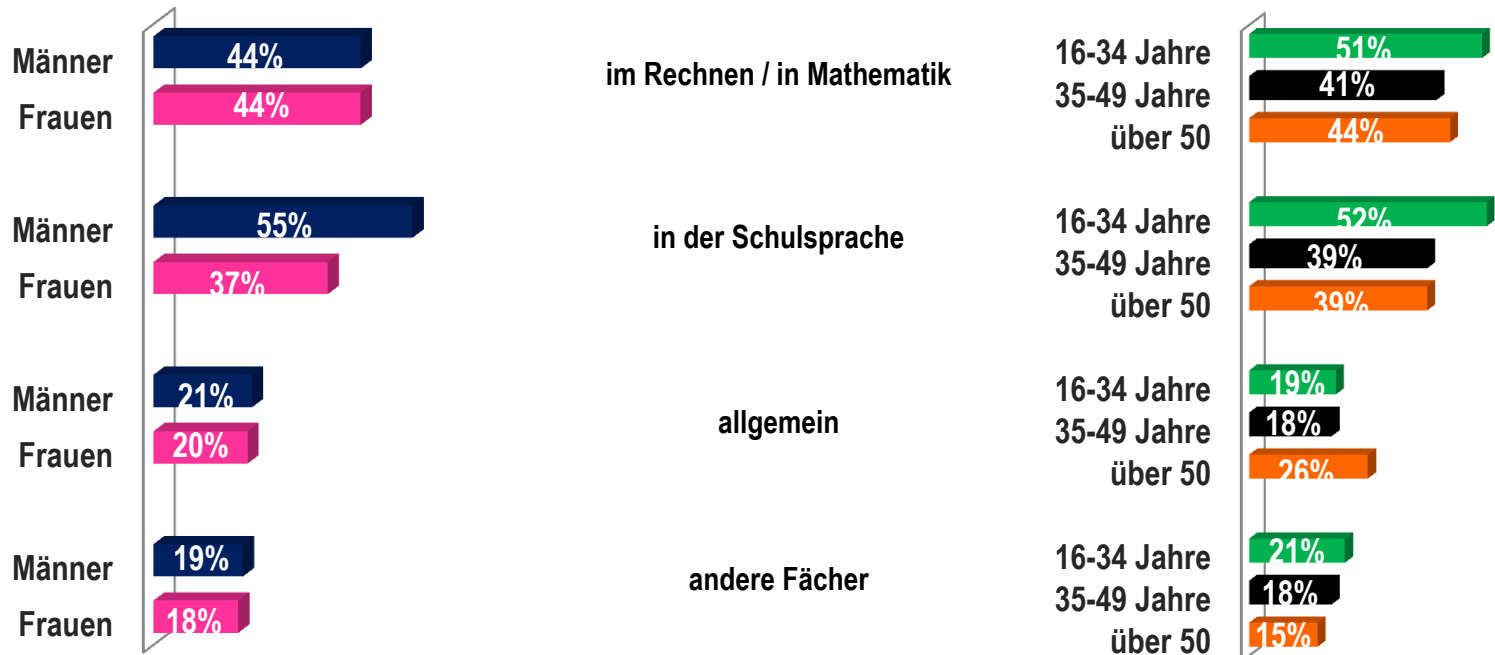 Männer 44%
Frauen 44%
im Rechnen / in Mathematik
16-34 Jahre 51%
35-49 Jahre 41%
über 50 44%
Männer 55%
Frauen 37%
in der Schulsprache
16-34 Jahre 52%
35-49 Jahre 39%
über 50 39%
Männer 21%
Frauen 20%
allgemein
16-34 Jahre 19%
35-49 Jahre 18%
über 50 26%
Männer 19%
Frauen 18%
andere Fächer
16-34 Jahre 21%
35-49 Jahre 18%
über 50 15%